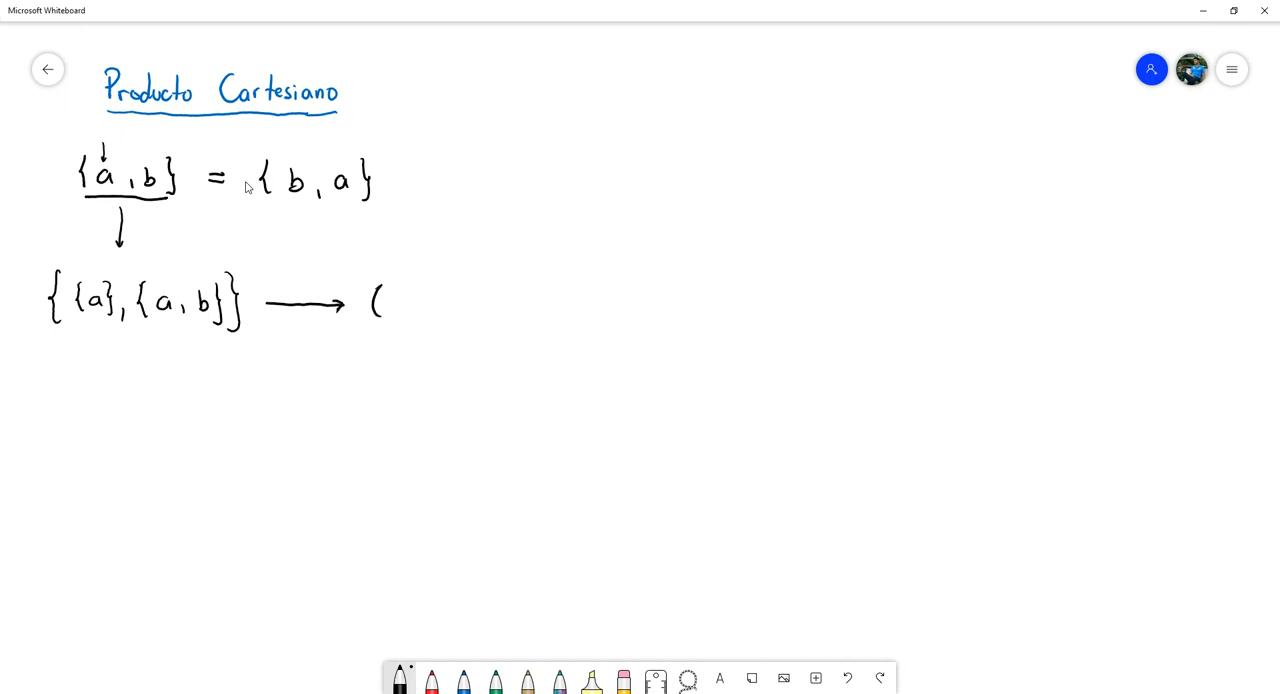 Microsoft Whiteboard
Producto Cartesiano
{a, b} = {b, a}
{{a}, {a, b}} ⟶ (
A